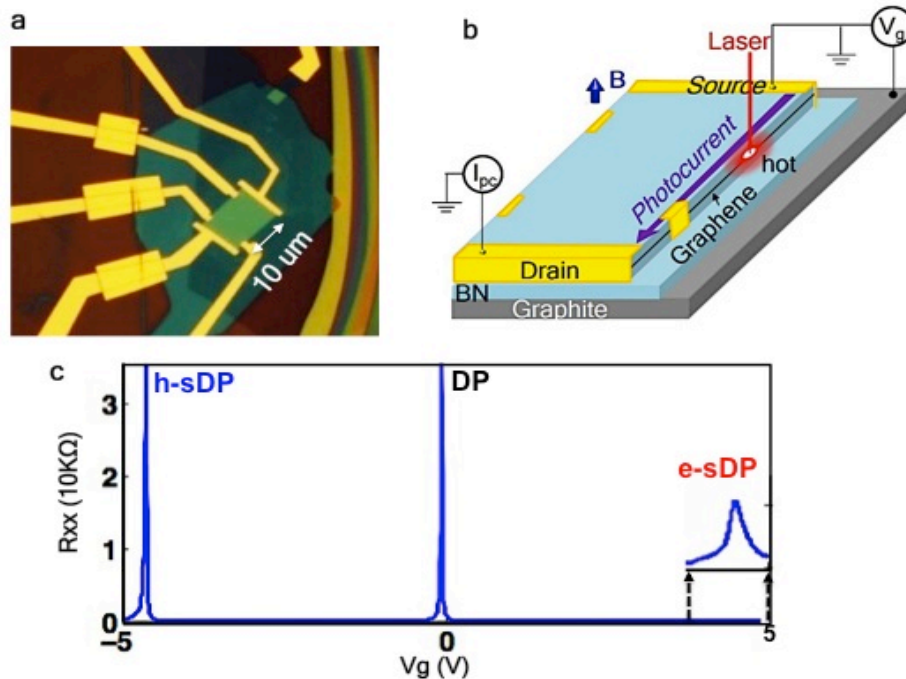 a
10 um
b
Vg
Laser
B
Source
Ipc
Photocurrent
hot
Graphene
Drain
BN
Graphite
c
h-sDP
DP
e-sDP
Rxx (10KΩ)
3
2
1
0
−5
0
5
Vg (V)